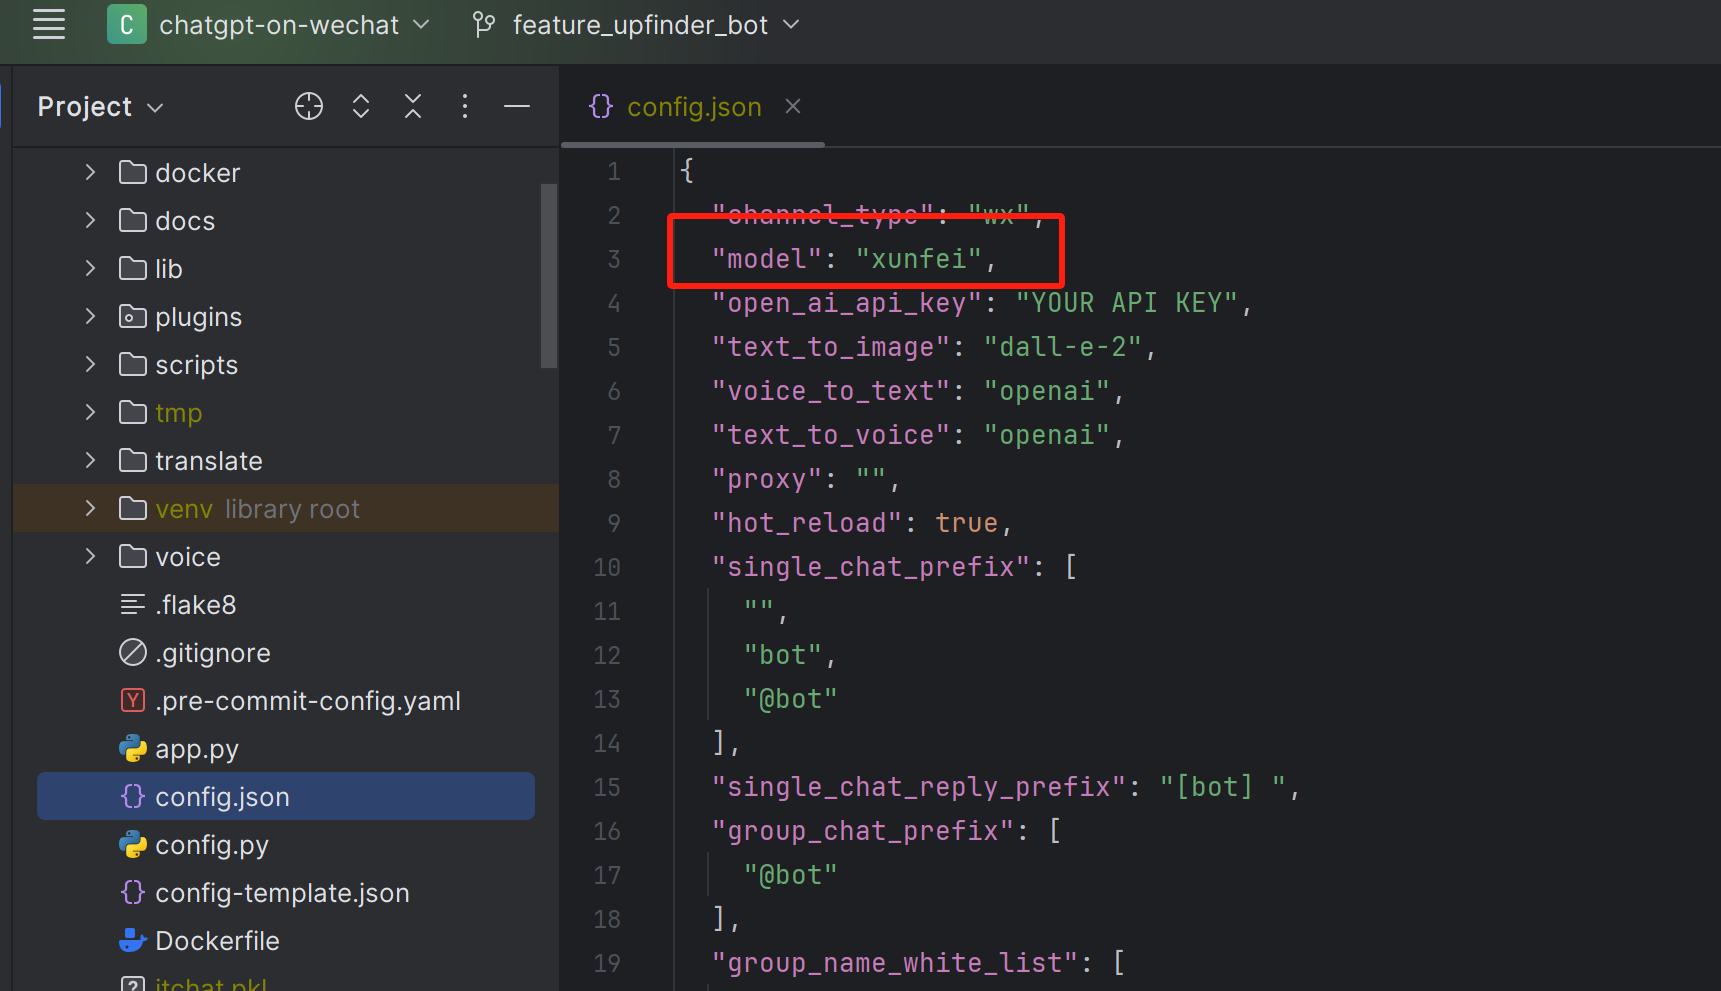 C chatgpt-on-wechat feature_upfinder_bot
Project
docker
docs
lib
plugins
scripts
tmp
translate
venv library root
voice
.flake8
.gitignore
Y .pre-commit-config.yaml
app.py
{} config.json
config.py
{} config-template.json
Dockerfile
? itchat.pkl
{} config.json
1 {
2 "channel_type": "wx",
3 "model": "xunfei",
4 "open_ai_api_key": "YOUR API KEY",
5 "text_to_image": "dall-e-2",
6 "voice_to_text": "openai",
7 "text_to_voice": "openai",
8 "proxy": "",
9 "hot_reload": true,
10 "single_chat_prefix": [
11 "",
12 "bot",
13 "@bot"
14 ],
15 "single_chat_reply_prefix": "[bot] ",
16 "group_chat_prefix": [
17 "@bot"
18 ],
19 "group_name_white_list": [